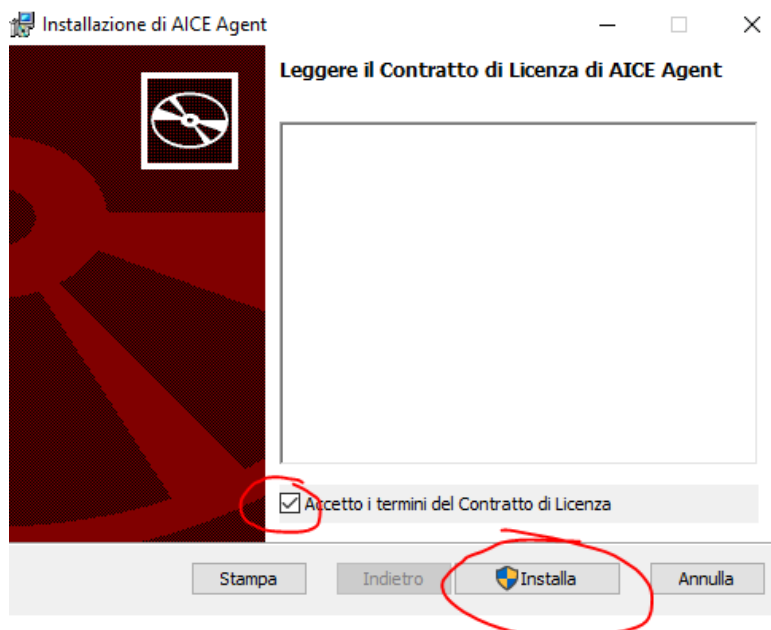 Installazione di AICE Agent
Leggere il Contratto di Licenza di AICE Agent
Accetto i termini del Contratto di Licenza
Stampa Indietro Installa Annulla